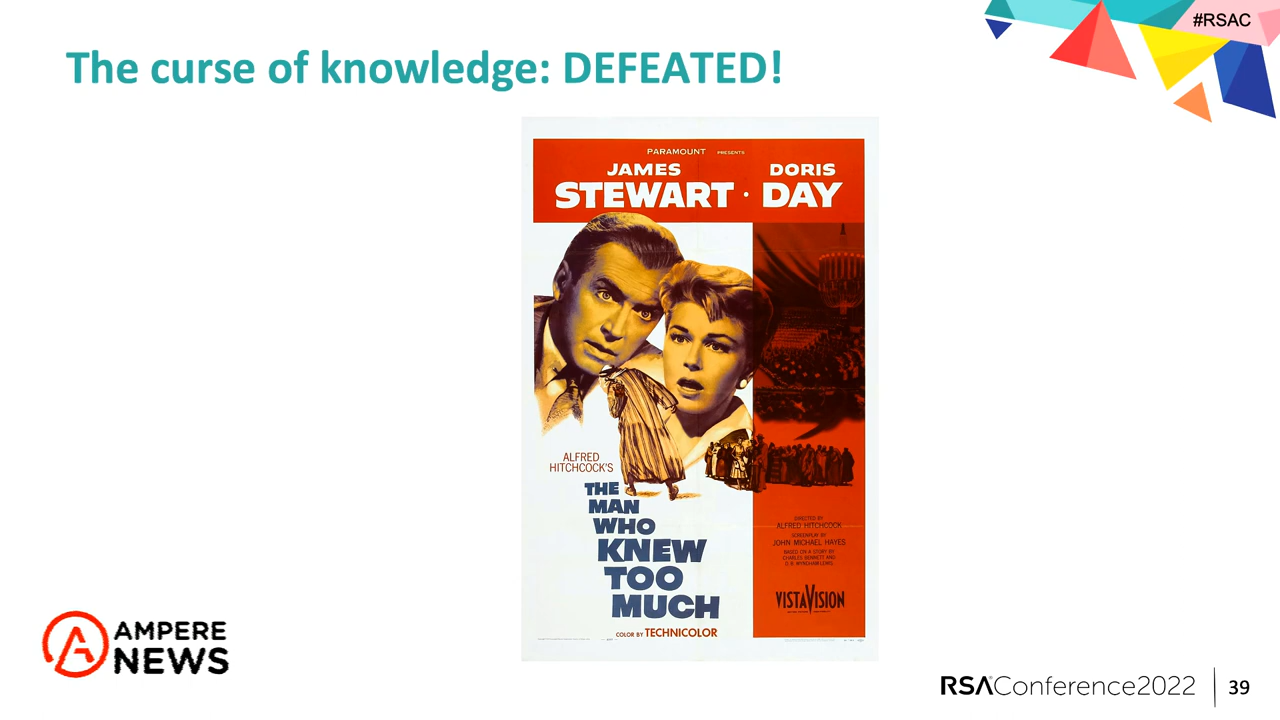 #RSAC
The curse of knowledge: DEFEATED!
PARAMOUNT PRESENTS
JAMES DORIS
STEWART · DAY
ALFRED
HITCHCOCK'S
THE
MAN
WHO
KNEW
TOO
MUCH
COLOR BY TECHNICOLOR
DIRECTED BY
ALFRED HITCHCOCK
SCREENPLAY BY
JOHN MICHAEL HAYES
BASED ON A STORY BY
CHARLES BENNETT AND
D. B. WYNDHAM LEWIS
VISTAVISION
AMPERE
NEWS
RSAConference2022
39